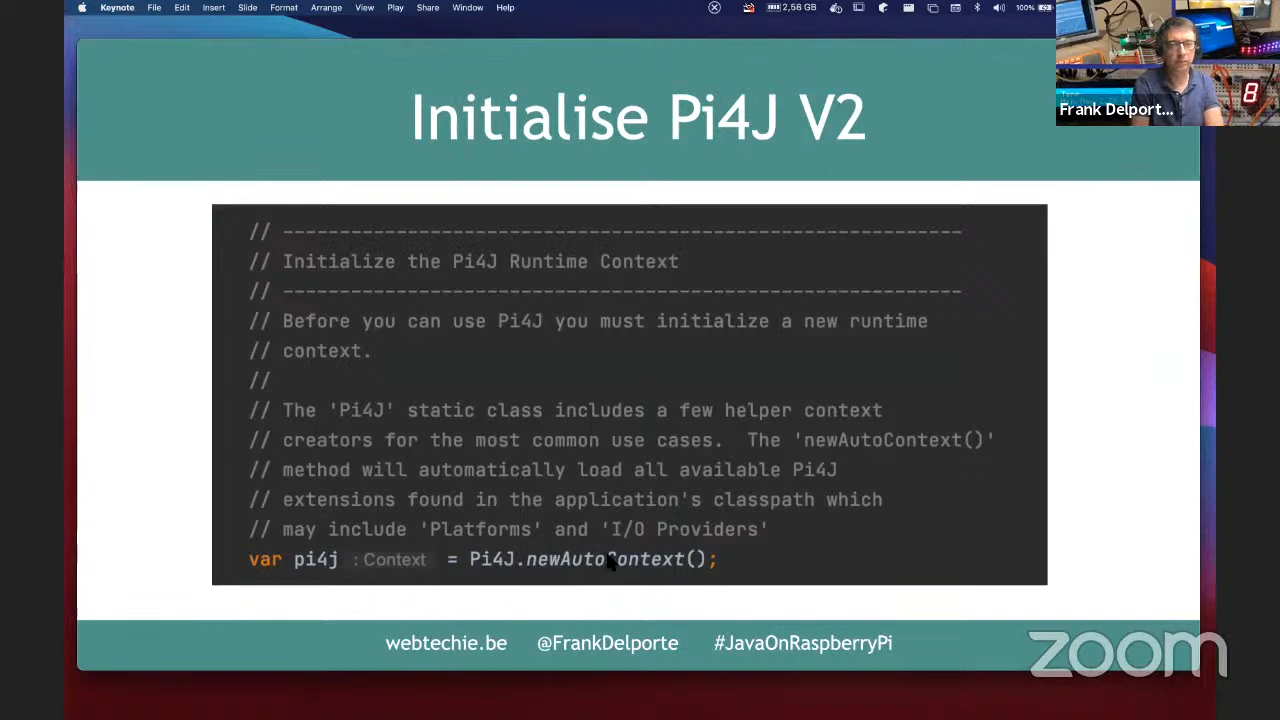 Keynote File Edit Insert Slide Format Arrange View Play Share Window Help 2,58 GB 100%
Frank Delport...
8
Initialise Pi4J V2
// ------------------------------------------------------------
// Initialize the Pi4J Runtime Context
// ------------------------------------------------------------
// Before you can use Pi4J you must initialize a new runtime
// context.
//
// The 'Pi4J' static class includes a few helper context
// creators for the most common use cases.  The 'newAutoContext()'
// method will automatically load all available Pi4J
// extensions found in the application's classpath which
// may include 'Platforms' and 'I/O Providers'
var pi4j : Context = Pi4J.newAutoContext();
webtechie.be @FrankDelporte #JavaOnRaspberryPi
zoom